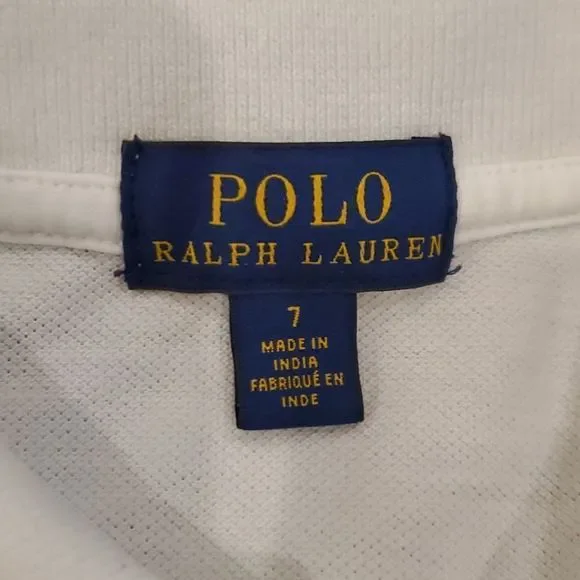 POLO
RALPH LAUREN
7
MADE IN
INDIA
FABRIQUÉ EN
INDE